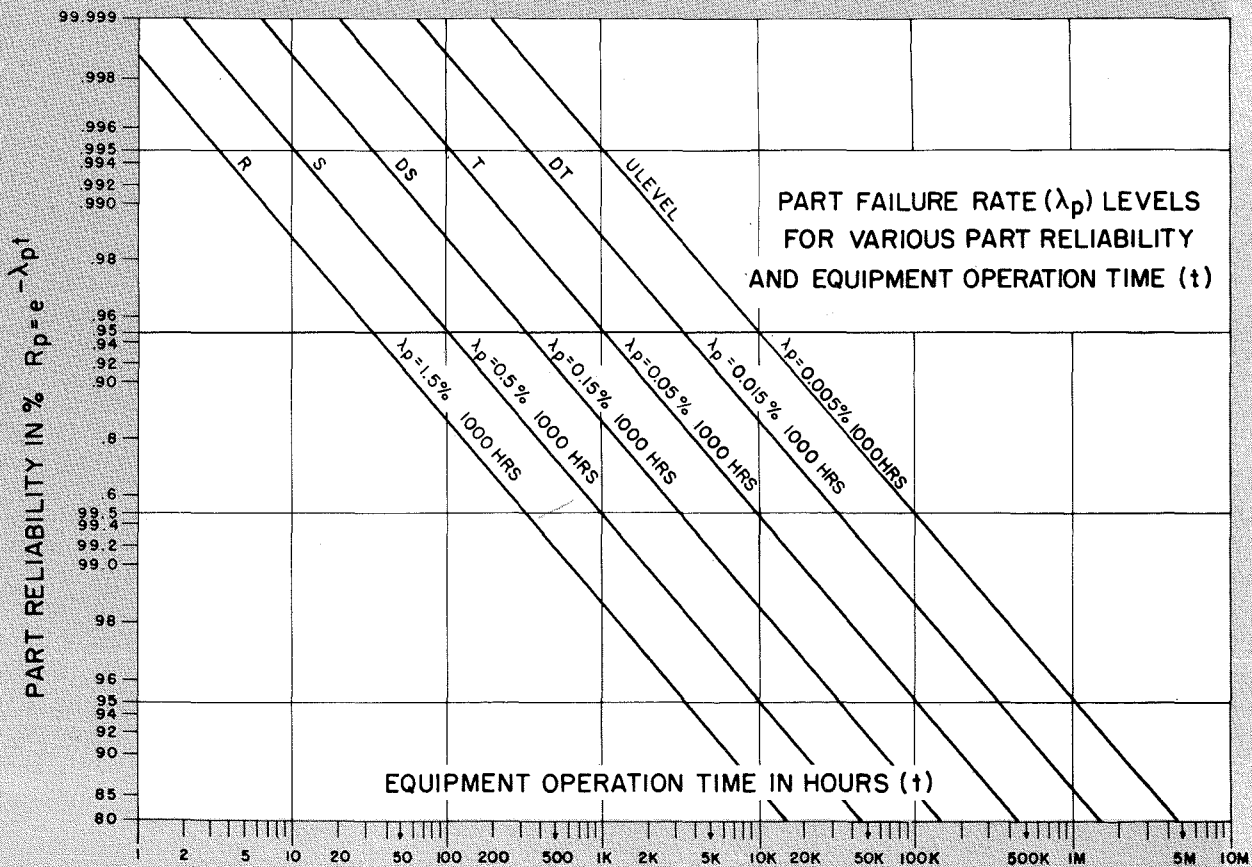 99.999
.998
.996
.995
.994
.992
.990
.98
.96
.95
.94
.92
.90
.8
.6
99.5
99.4
99.2
99.0
98
96
95
94
92
90
85
80
PART RELIABILITY IN % Rp = e^-λpt
R
S
DS
T
DT
U LEVEL
PART FAILURE RATE (λp) LEVELS
FOR VARIOUS PART RELIABILITY
AND EQUIPMENT OPERATION TIME (t)
λp=1.5% 1000 HRS
λp=0.5% 1000 HRS
λp=0.15% 1000 HRS
λp=0.05% 1000 HRS
λp=0.015% 1000 HRS
λp=0.005% 1000HRS
EQUIPMENT OPERATION TIME IN HOURS (t)
1 2 5 10 20 50 100 200 500 1K 2K 5K 10K 20K 100K 500K 1M 5M 10M